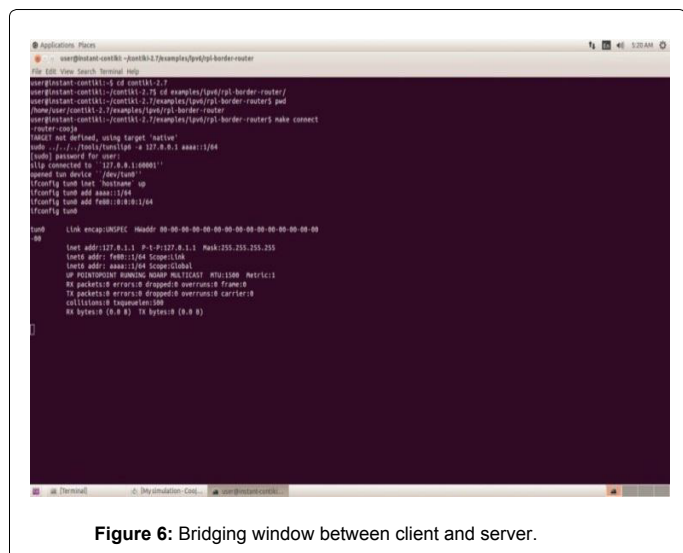 Applications Places
En 5:20 AM
user@instant-contiki: ~/contiki-2.7/examples/ipv6/rpl-border-router
File Edit View Search Terminal Help
user@instant-contiki:~$ cd contiki-2.7
user@instant-contiki:~/contiki-2.7$ cd examples/ipv6/rpl-border-router/
user@instant-contiki:~/contiki-2.7/examples/ipv6/rpl-border-router$ pwd
/home/user/contiki-2.7/examples/ipv6/rpl-border-router
user@instant-contiki:~/contiki-2.7/examples/ipv6/rpl-border-router$ make connect
-router-cooja
TARGET not defined, using target 'native'
sudo ../../../tools/tunslip6 -a 127.0.0.1 aaaa::1/64
[sudo] password for user:
slip connected to ``127.0.0.1:60001''
opened tun device ``/dev/tun0''
ifconfig tun0 inet `hostname` up
ifconfig tun0 add aaaa::1/64
ifconfig tun0 add fe80::0:0:0:1/64
ifconfig tun0
tun0 Link encap:UNSPEC HWaddr 00-00-00-00-00-00-00-00-00-00-00-00-00-00-00
-00
inet addr:127.0.1.1 P-t-P:127.0.1.1 Mask:255.255.255.255
inet6 addr: fe80::1/64 Scope:Link
inet6 addr: aaaa::1/64 Scope:Global
UP POINTOPOINT RUNNING NOARP MULTICAST MTU:1500 Metric:1
RX packets:0 errors:0 dropped:0 overruns:0 frame:0
TX packets:0 errors:0 dropped:0 overruns:0 carrier:0
collisions:0 txqueuelen:500
RX bytes:0 (0.0 B) TX bytes:0 (0.0 B)
[Terminal] [My simulation - Cooj... user@instant-contiki:...
Figure 6: Bridging window between client and server.